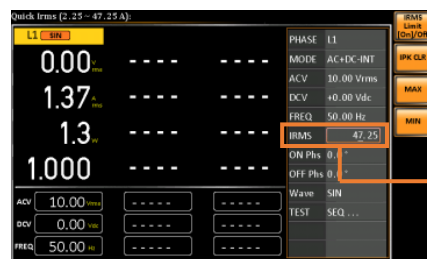 Quick Irms (2.25 ~ 47.25 A):
IRMS
Limit
[On]/Off
L1 SIN
PHASE L1
0.00 Vrms
- - - -
- - - -
MODE AC+DC-INT
IPK CLR
ACV 10.00 Vrms
1.37 Arms
- - - -
- - - -
DCV +0.00 Vdc
MAX
FREQ 50.00 Hz
1.3 W
- - - -
- - - -
IRMS 47.25
MIN
ON Phs 0.0 °
1.000
- - - -
- - - -
OFF Phs 0.0 °
Wave SIN
ACV 10.00 Vrms
- - - - -
- - - - -
TEST SEQ ...
DCV 0.00 Vdc
- - - - -
- - - - -
FREQ 50.00 Hz
- - - - -
- - - - -